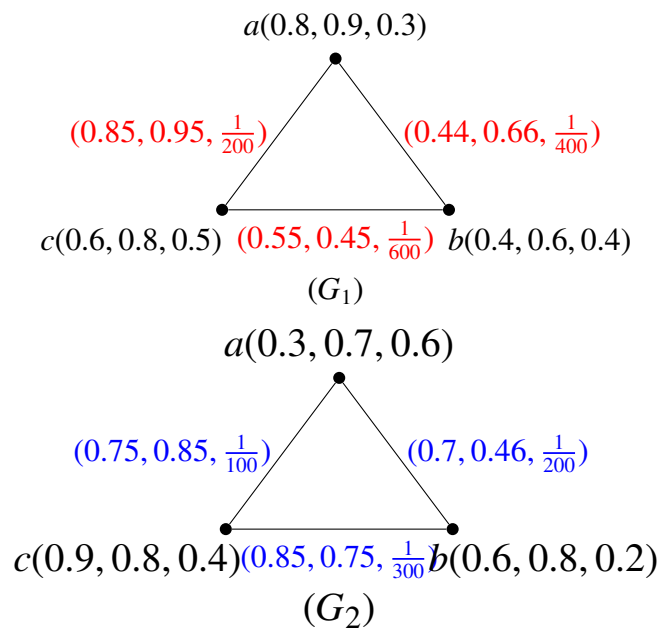 a(0.8, 0.9, 0.3)
(0.85, 0.95, 1/200) (0.44, 0.66, 1/400)
c(0.6, 0.8, 0.5) (0.55, 0.45, 1/600) b(0.4, 0.6, 0.4)
(G₁)
a(0.3, 0.7, 0.6)
(0.75, 0.85, 1/100) (0.7, 0.46, 1/200)
c(0.9, 0.8, 0.4) (0.85, 0.75, 1/300) b(0.6, 0.8, 0.2)
(G₂)